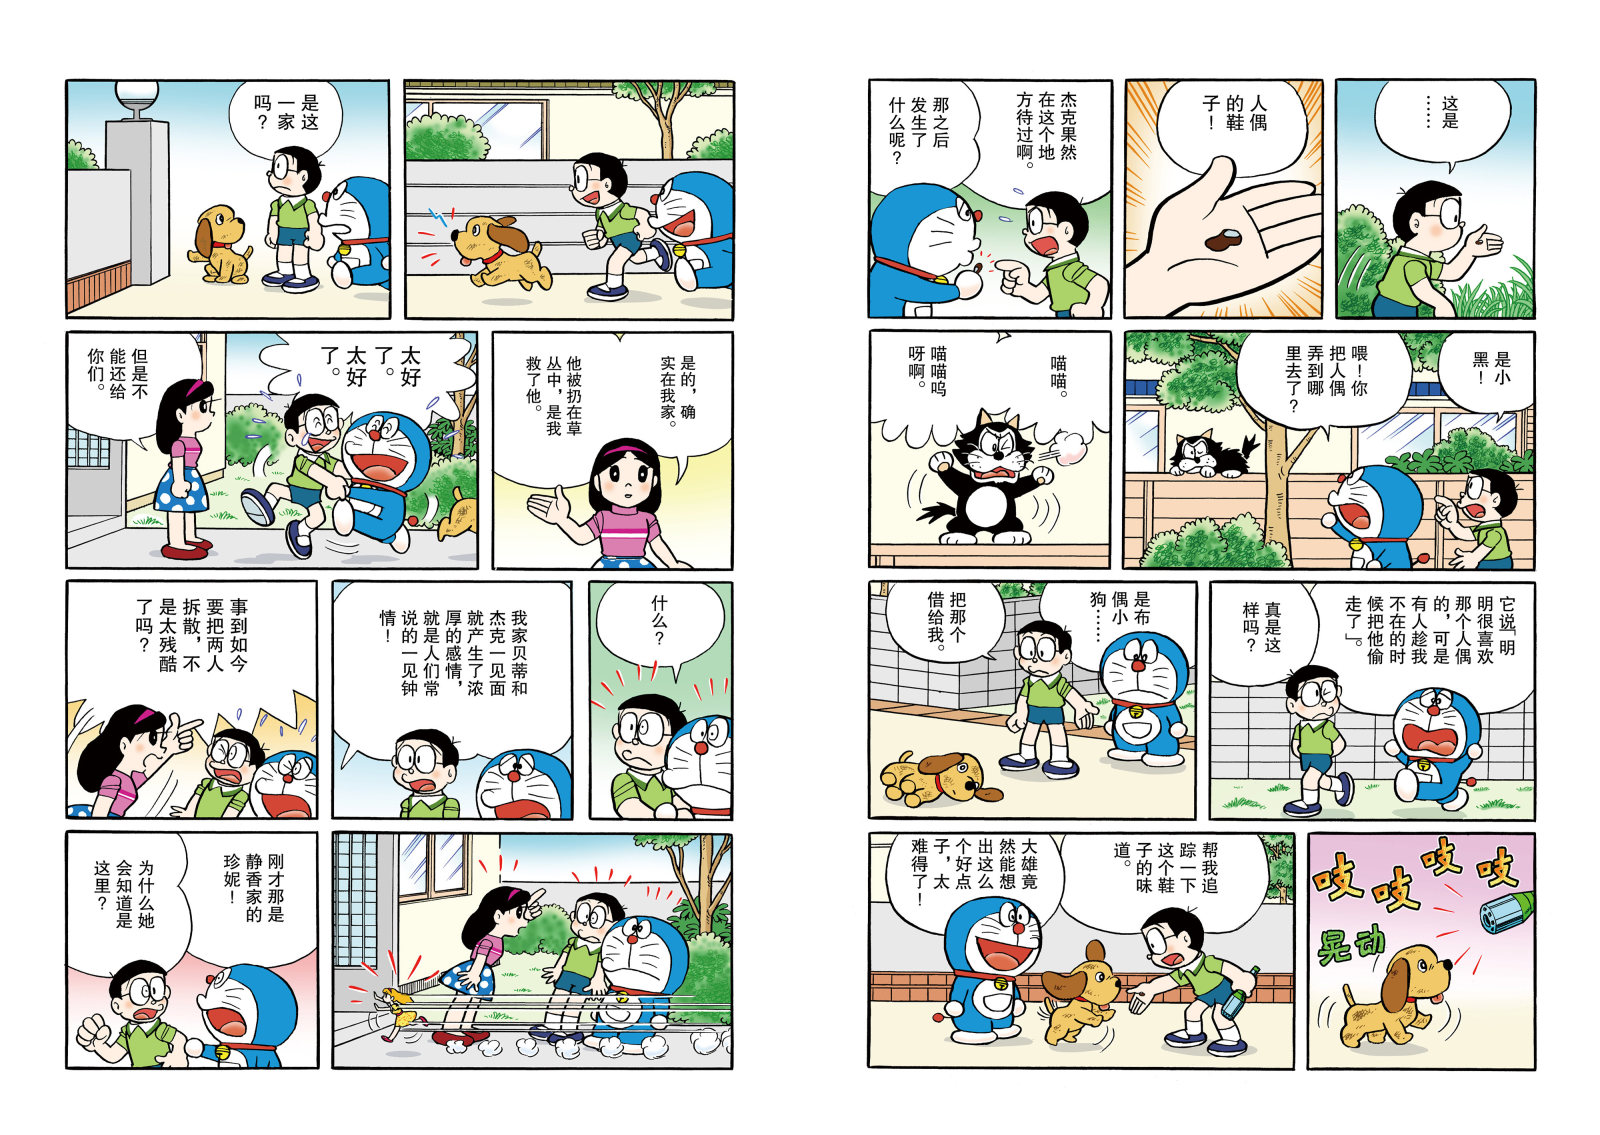 这是
……
人偶
的鞋
子！
杰克果然
在这个地
方待过啊。
那之后
发生了
什么呢？
是小
黑！
喂！你
把人偶
弄到哪
里去了？
喵喵。
喵喵呜
呀啊。
它说「明
明很喜欢
那个人偶
的，可是
有人趁我
不在的时
候把他偷
走了」。
真是这
样吗？
是布
偶小
狗……
把那个
借给我。
吱吱吱吱
晃动
帮我追
踪一下
这个鞋
子的味
道。
大雄竟
然能想
出这么
个好点
子，太
难得了！
是这
一家
吗？
是的，确
实在我家。
他被扔在草
丛中，是我
救了他。
太好
了。
太好
了。
但是不
能还给
你们。
什么？
我家贝蒂和
杰克一见面
就产生了浓
厚的感情，
就是人们常
说的一见钟
情！
事到如今
要把两人
拆散，不
是太残酷
了吗？
刚才那是
静香家的
珍妮！
为什么她
会知道是
这里？